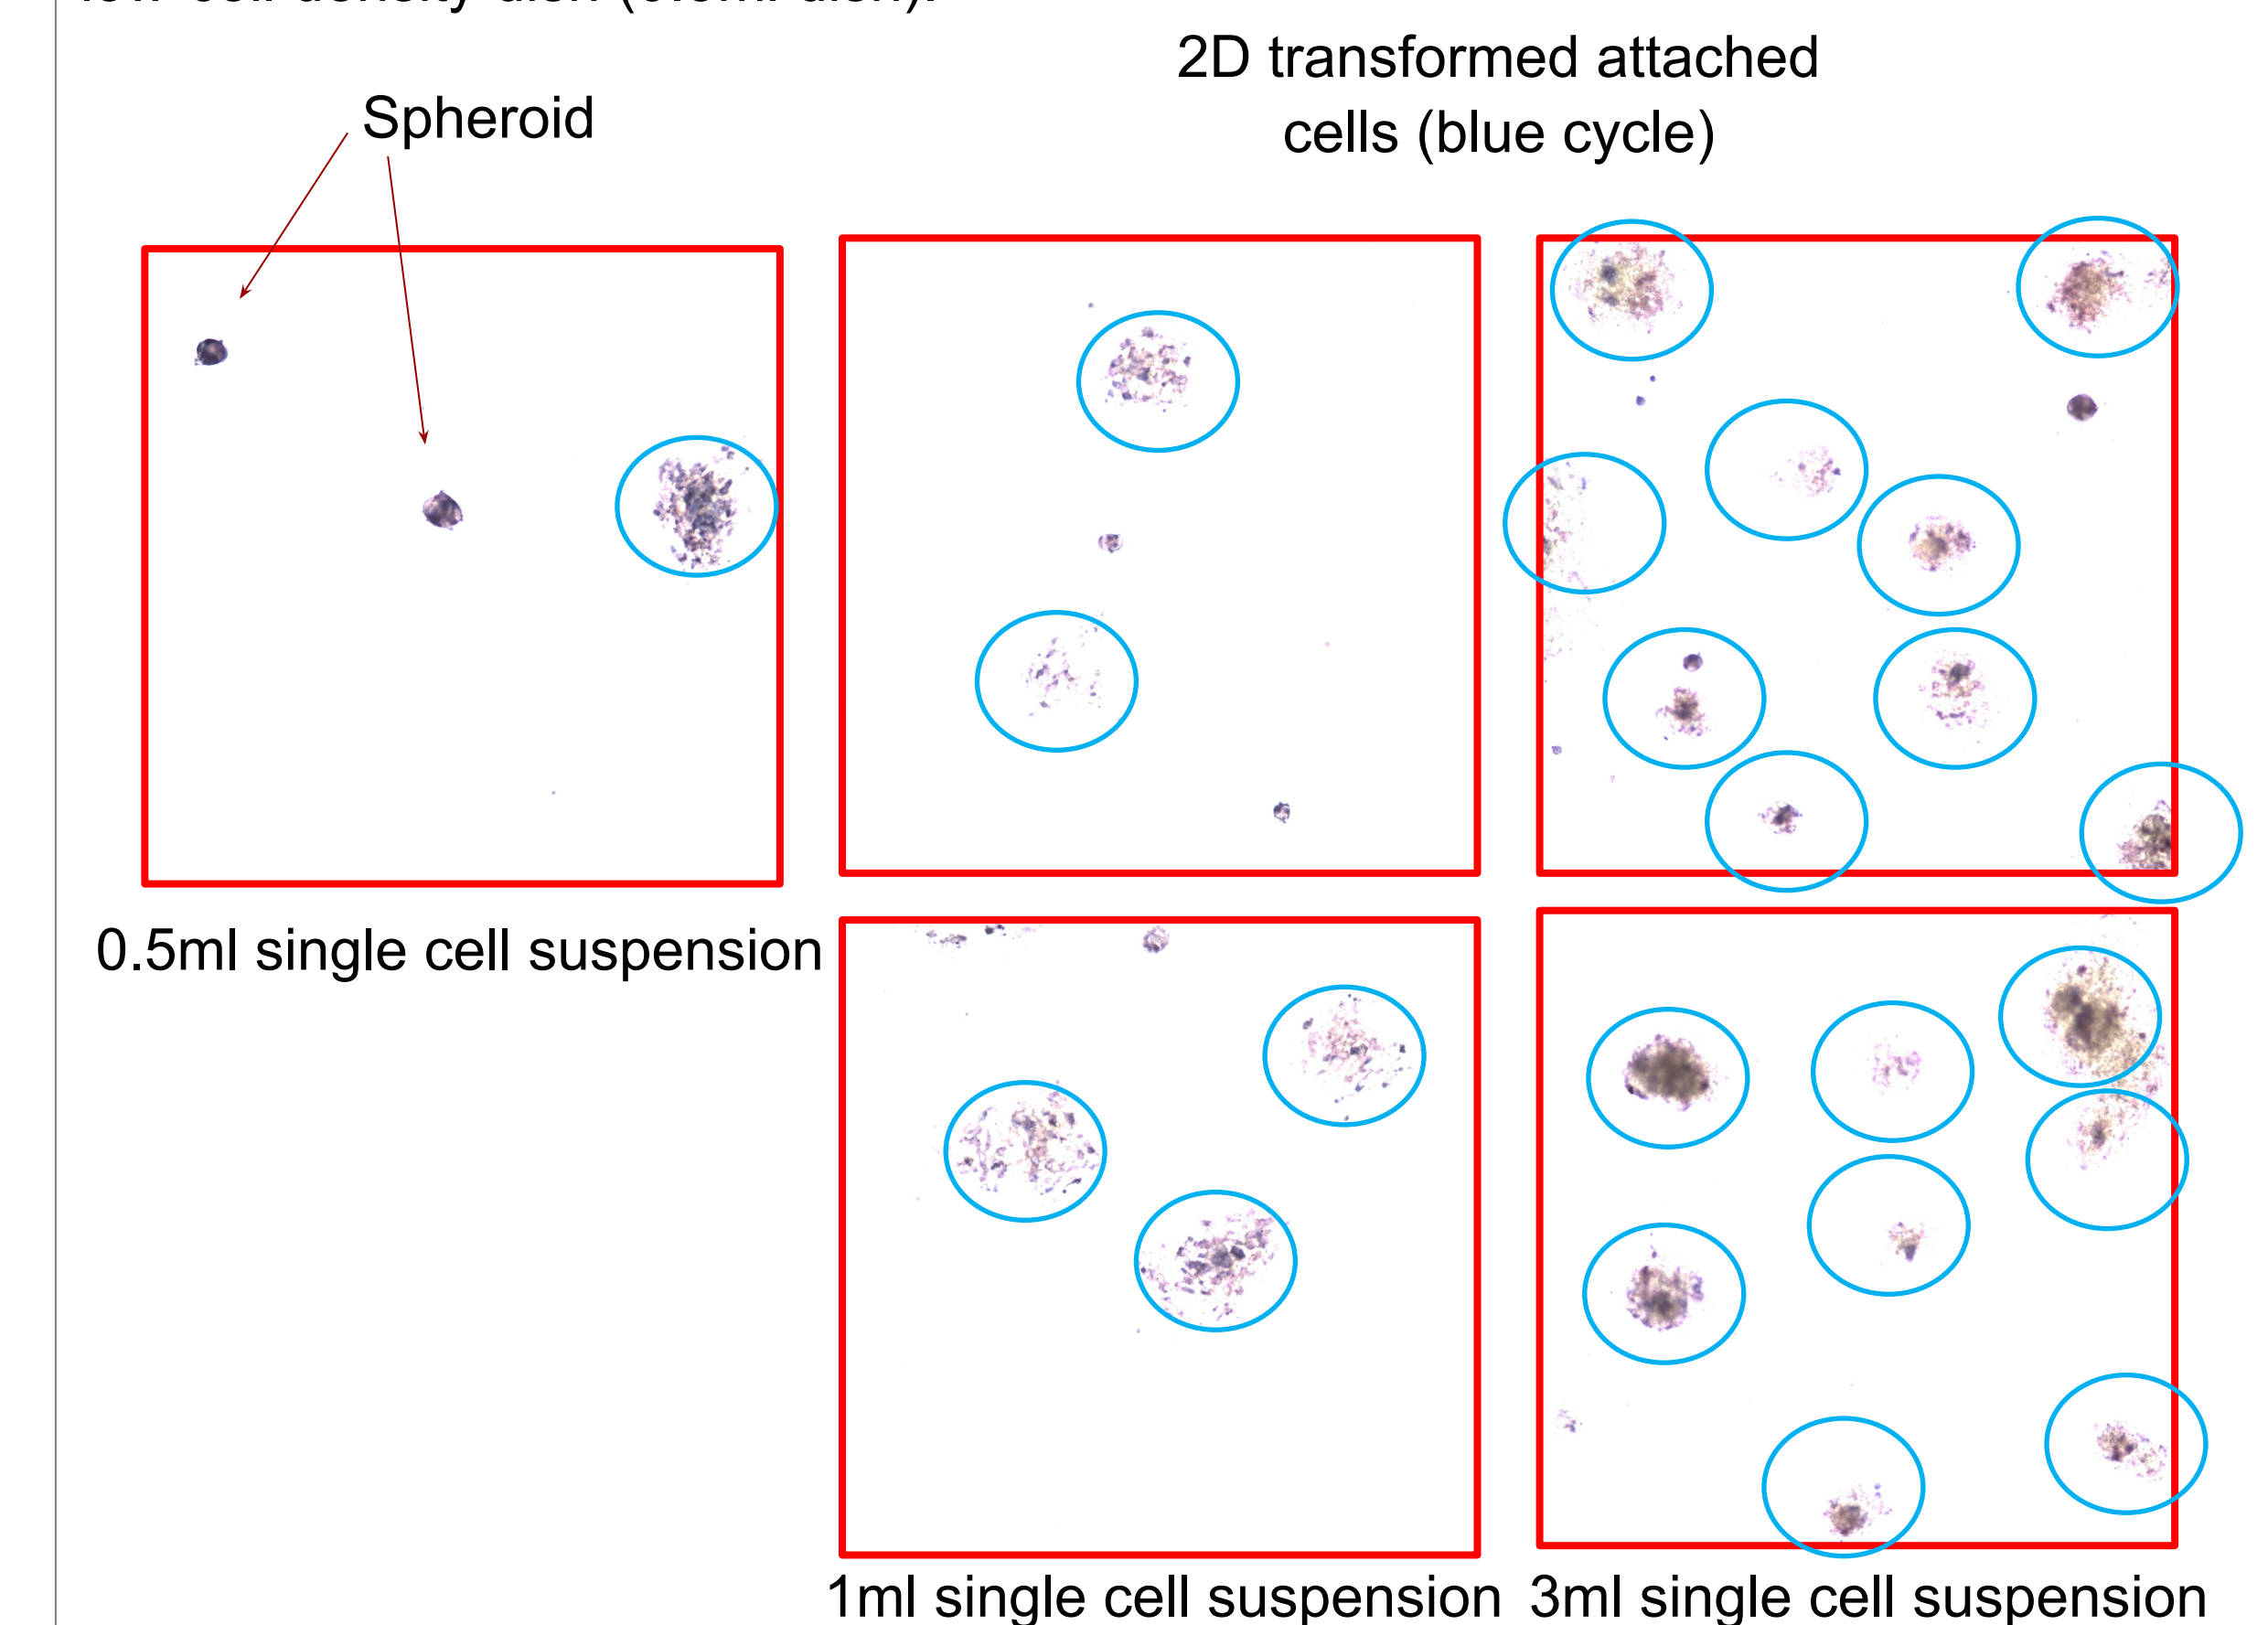 Spheroid
2D transformed attached
cells (blue cycle)
0.5ml single cell suspension
1ml single cell suspension
3ml single cell suspension